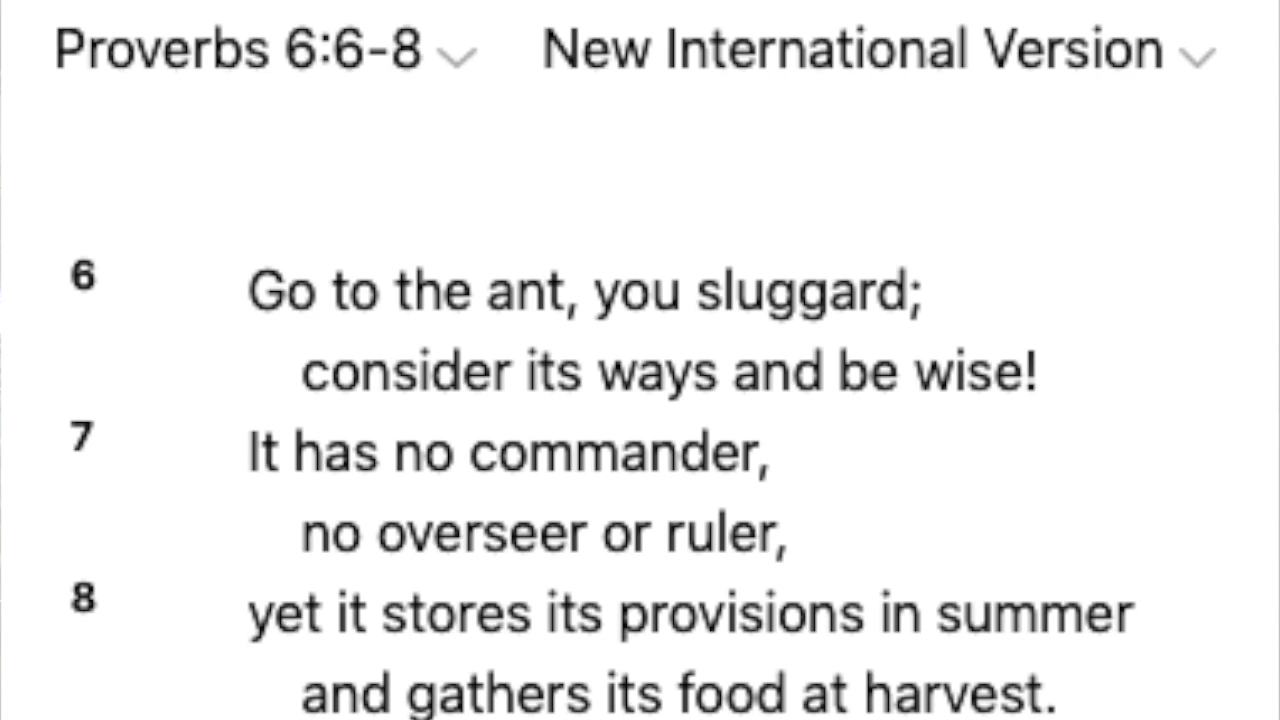 Proverbs 6:6-8 New International Version
6 Go to the ant, you sluggard;
consider its ways and be wise!
7 It has no commander,
no overseer or ruler,
8 yet it stores its provisions in summer
and gathers its food at harvest.